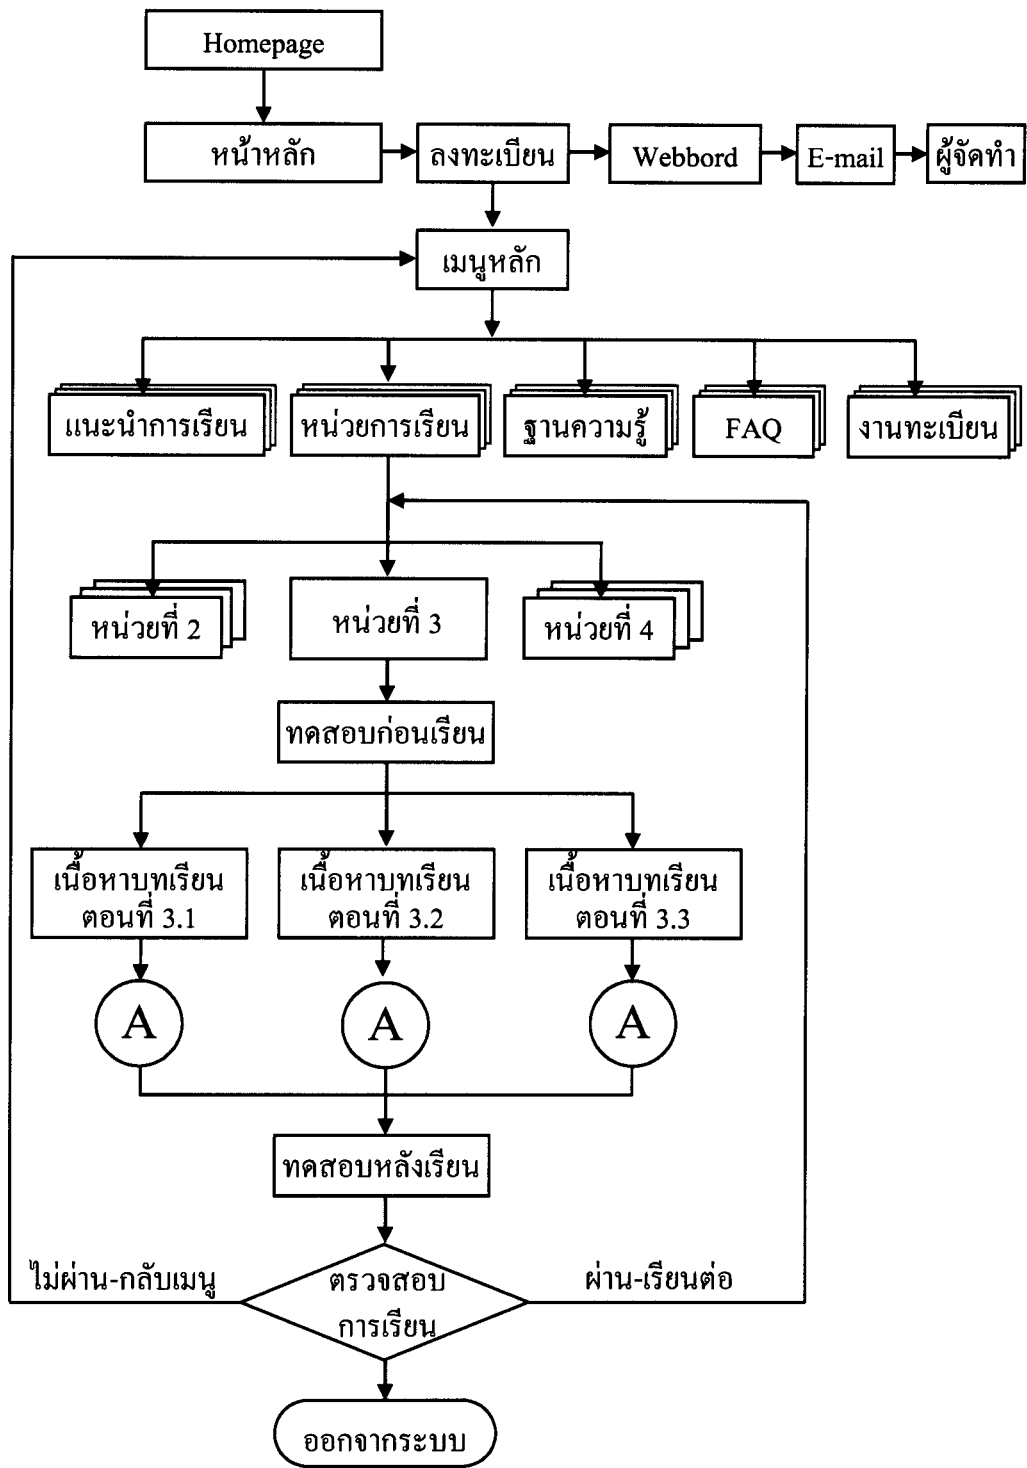 Homepage
หน้าหลัก
ลงทะเบียน
Webbord
E-mail
ผู้จัดทำ
เมนูหลัก
แนะนำการเรียน
หน่วยการเรียน
ฐานความรู้
FAQ
งานทะเบียน
หน่วยที่ 2
หน่วยที่ 3
หน่วยที่ 4
ทดสอบก่อนเรียน
เนื้อหาบทเรียน
ตอนที่ 3.1
เนื้อหาบทเรียน
ตอนที่ 3.2
เนื้อหาบทเรียน
ตอนที่ 3.3
A
A
A
ทดสอบหลังเรียน
ไม่ผ่าน-กลับเมนู
ตรวจสอบ
การเรียน
ผ่าน-เรียนต่อ
ออกจากระบบ